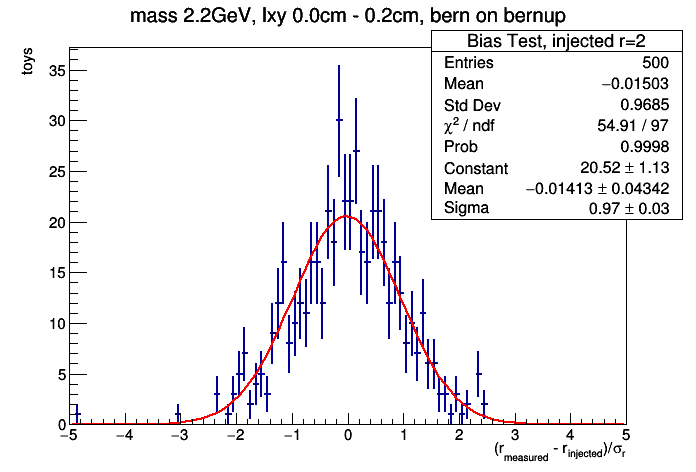 mass 2.2GeV, lxy 0.0cm - 0.2cm, bern on bernup
Bias Test, injected r=2
Entries 500
Mean −0.01503
Std Dev 0.9685
χ² / ndf 54.91 / 97
Prob 0.9998
Constant 20.52 ± 1.13
Mean −0.01413 ± 0.04342
Sigma 0.97 ± 0.03
toys
35
30
25
20
15
10
5
0
−5 −4 −3 −2 −1 0 1 2 3 4 5
(r_measured - r_injected)/σ_r